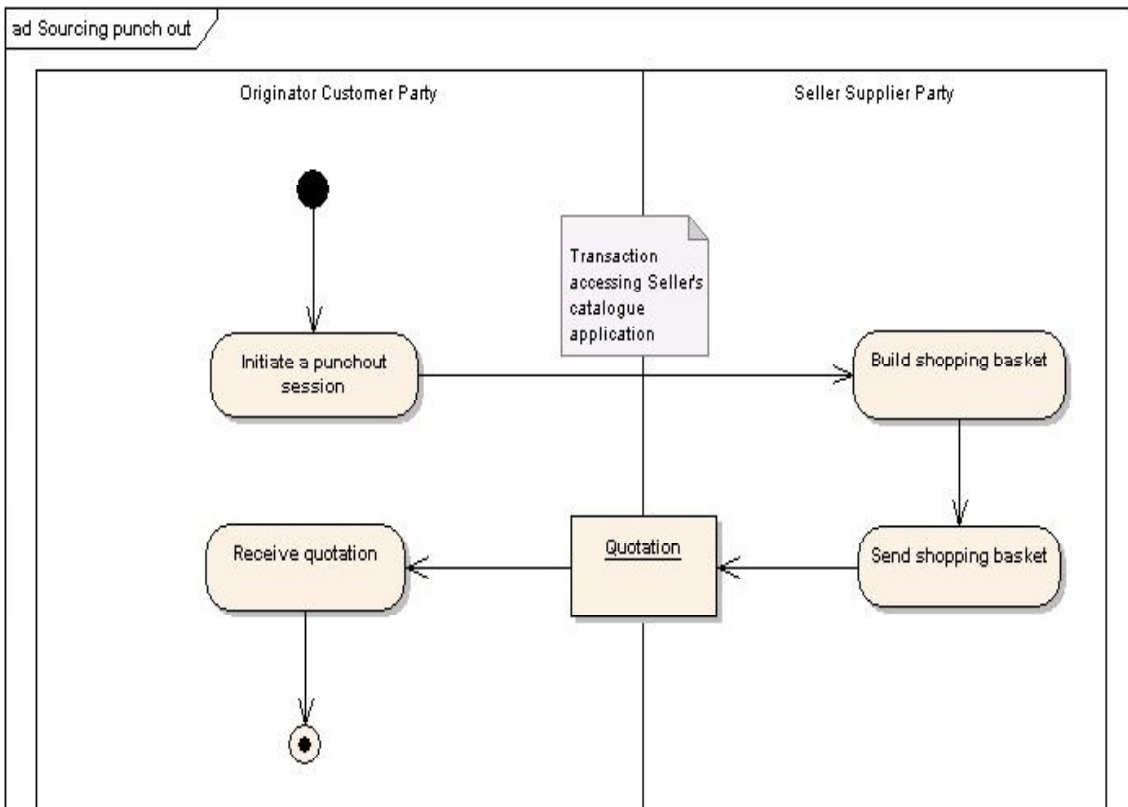 ad Sourcing punch out
Originator Customer Party
Seller Supplier Party
Transaction
accessing Seller's
catalogue
application
Initiate a punchout
session
Build shopping basket
Receive quotation
Quotation
Send shopping basket